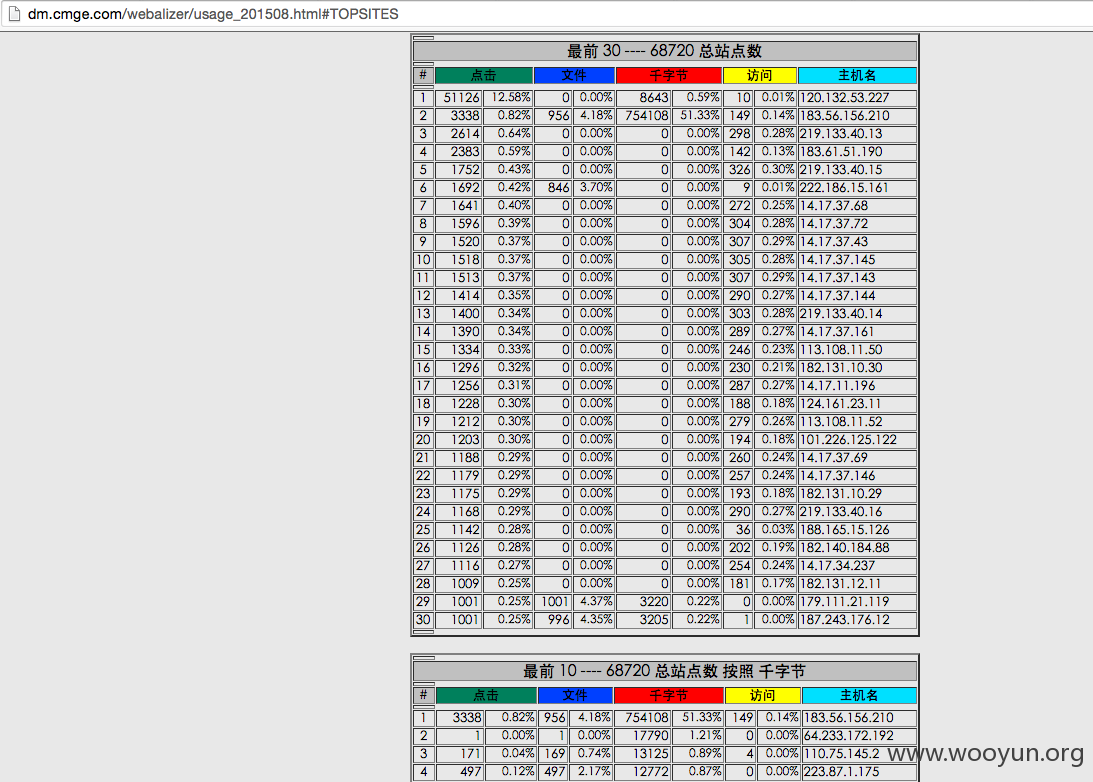 dm.cmge.com/webalizer/usage_201508.html#TOPSITES
最前 30 ---- 68720 总站点数
# 点击 文件 千字节 访问 主机名
1 51126 12.58% 0 0.00% 8643 0.59% 10 0.01% 120.132.53.227
2 3338 0.82% 956 4.18% 754108 51.33% 149 0.14% 183.56.156.210
3 2614 0.64% 0 0.00% 0 0.00% 298 0.28% 219.133.40.13
4 2383 0.59% 0 0.00% 0 0.00% 142 0.13% 183.61.51.190
5 1752 0.43% 0 0.00% 0 0.00% 326 0.30% 219.133.40.15
6 1692 0.42% 846 3.70% 0 0.00% 9 0.01% 222.186.15.161
7 1641 0.40% 0 0.00% 0 0.00% 272 0.25% 14.17.37.68
8 1596 0.39% 0 0.00% 0 0.00% 304 0.28% 14.17.37.72
9 1520 0.37% 0 0.00% 0 0.00% 307 0.29% 14.17.37.43
10 1518 0.37% 0 0.00% 0 0.00% 305 0.28% 14.17.37.145
11 1513 0.37% 0 0.00% 0 0.00% 307 0.29% 14.17.37.143
12 1414 0.35% 0 0.00% 0 0.00% 290 0.27% 14.17.37.144
13 1400 0.34% 0 0.00% 0 0.00% 303 0.28% 219.133.40.14
14 1390 0.34% 0 0.00% 0 0.00% 289 0.27% 14.17.37.161
15 1334 0.33% 0 0.00% 0 0.00% 246 0.23% 113.108.11.50
16 1296 0.32% 0 0.00% 0 0.00% 230 0.21% 182.131.10.30
17 1256 0.31% 0 0.00% 0 0.00% 287 0.27% 14.17.11.196
18 1228 0.30% 0 0.00% 0 0.00% 188 0.18% 124.161.23.11
19 1212 0.30% 0 0.00% 0 0.00% 279 0.26% 113.108.11.52
20 1203 0.30% 0 0.00% 0 0.00% 194 0.18% 101.226.125.122
21 1188 0.29% 0 0.00% 0 0.00% 260 0.24% 14.17.37.69
22 1179 0.29% 0 0.00% 0 0.00% 257 0.24% 14.17.37.146
23 1175 0.29% 0 0.00% 0 0.00% 193 0.18% 182.131.10.29
24 1168 0.29% 0 0.00% 0 0.00% 290 0.27% 219.133.40.16
25 1142 0.28% 0 0.00% 0 0.00% 36 0.03% 188.165.15.126
26 1126 0.28% 0 0.00% 0 0.00% 202 0.19% 182.140.184.88
27 1116 0.27% 0 0.00% 0 0.00% 254 0.24% 14.17.34.237
28 1009 0.25% 0 0.00% 0 0.00% 181 0.17% 182.131.12.11
29 1001 0.25% 1001 4.37% 3220 0.22% 0 0.00% 179.111.21.119
30 1001 0.25% 996 4.35% 3205 0.22% 1 0.00% 187.243.176.12
最前 10 ---- 68720 总站点数 按照 千字节
# 点击 文件 千字节 访问 主机名
1 3338 0.82% 956 4.18% 754108 51.33% 149 0.14% 183.56.156.210
2 1 0.00% 1 0.00% 17790 1.21% 0 0.00% 64.233.172.192
3 171 0.04% 169 0.74% 13125 0.89% 4 0.00% 110.75.145.2
4 497 0.12% 497 2.17% 12772 0.87% 0 0.00% 223.87.1.175
www.wooyun.org